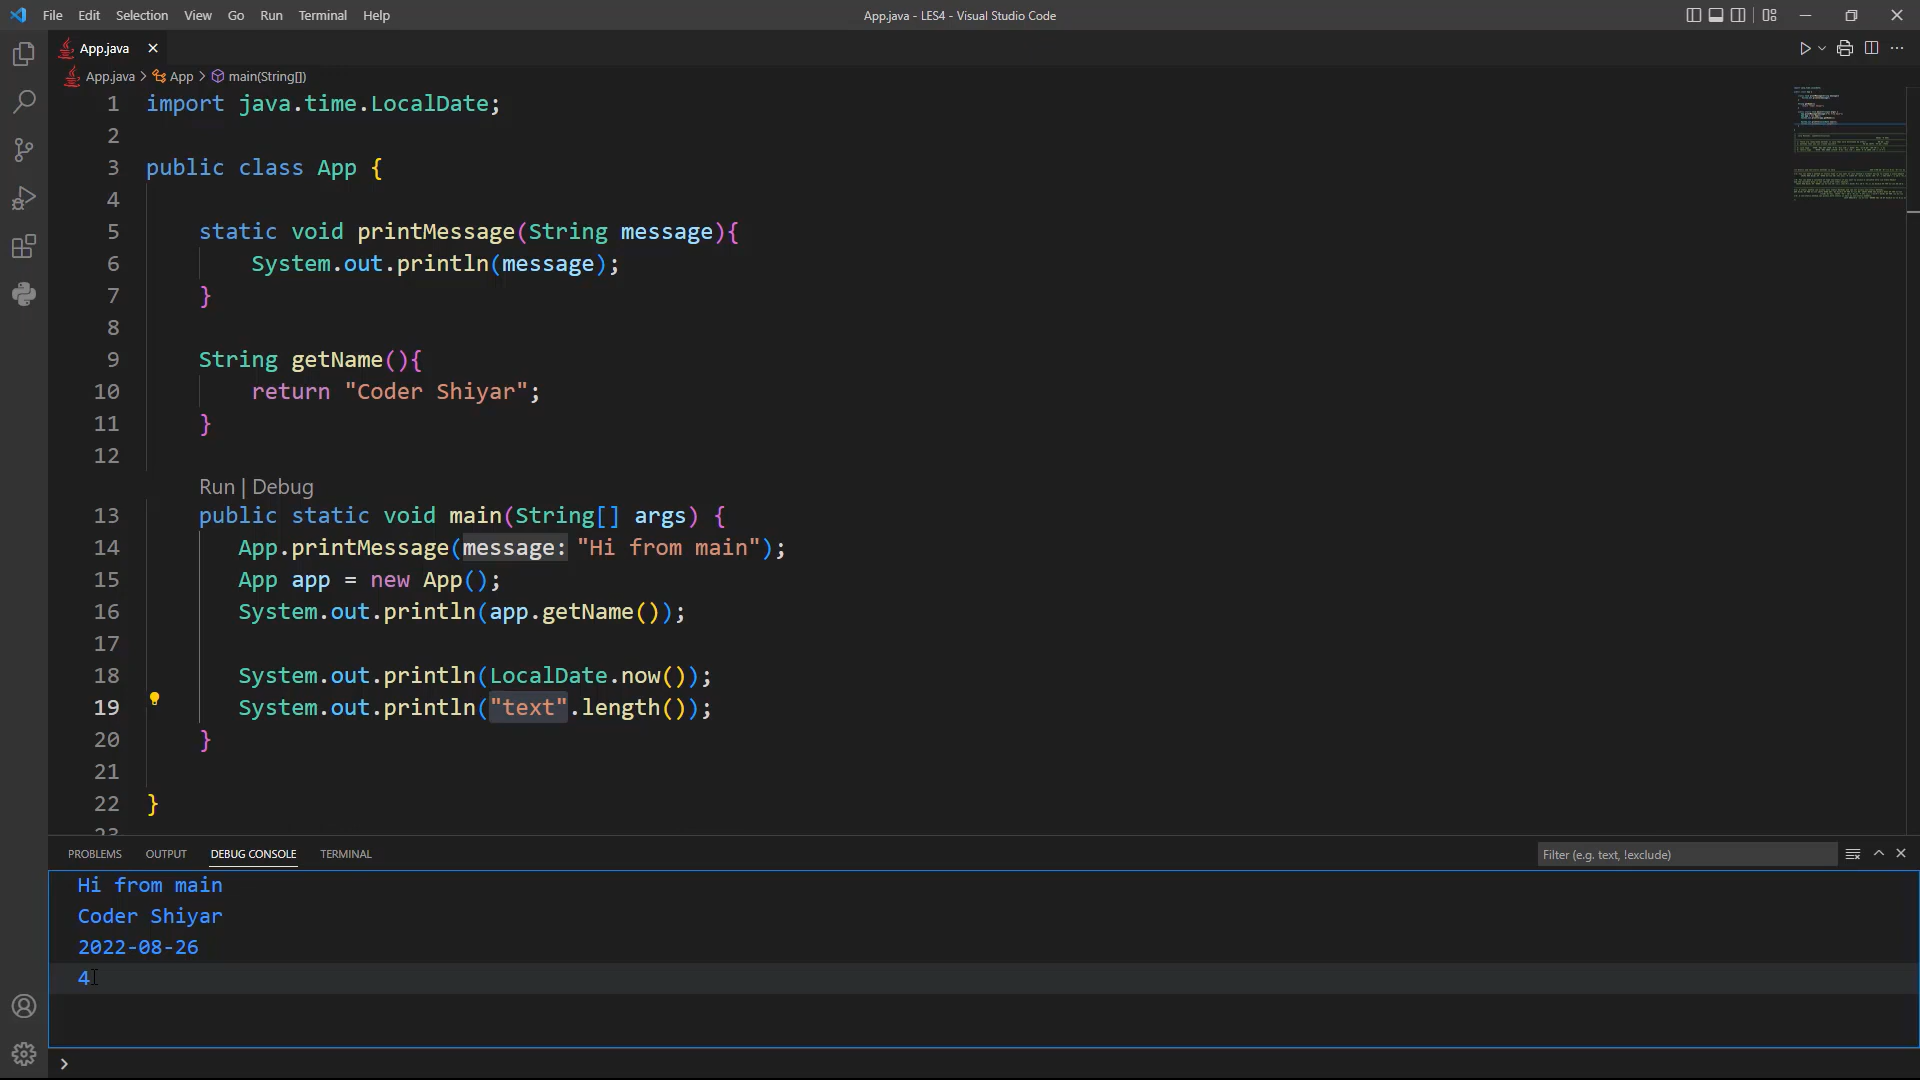 File Edit Selection View Go Run Terminal Help
App.java - LES4 - Visual Studio Code
App.java
App.java > App > main(String[])
1 import java.time.LocalDate;
2
3 public class App {
4
5 static void printMessage(String message){
6 System.out.println(message);
7 }
8
9 String getName(){
10 return "Coder Shiyar";
11 }
12
Run | Debug
13 public static void main(String[] args) {
14 App.printMessage(message: "Hi from main");
15 App app = new App();
16 System.out.println(app.getName());
17
18 System.out.println(LocalDate.now());
19 System.out.println("text".length());
20 }
21
22 }
PROBLEMS OUTPUT DEBUG CONSOLE TERMINAL
Filter (e.g. text, !exclude)
Hi from main
Coder Shiyar
2022-08-26
4